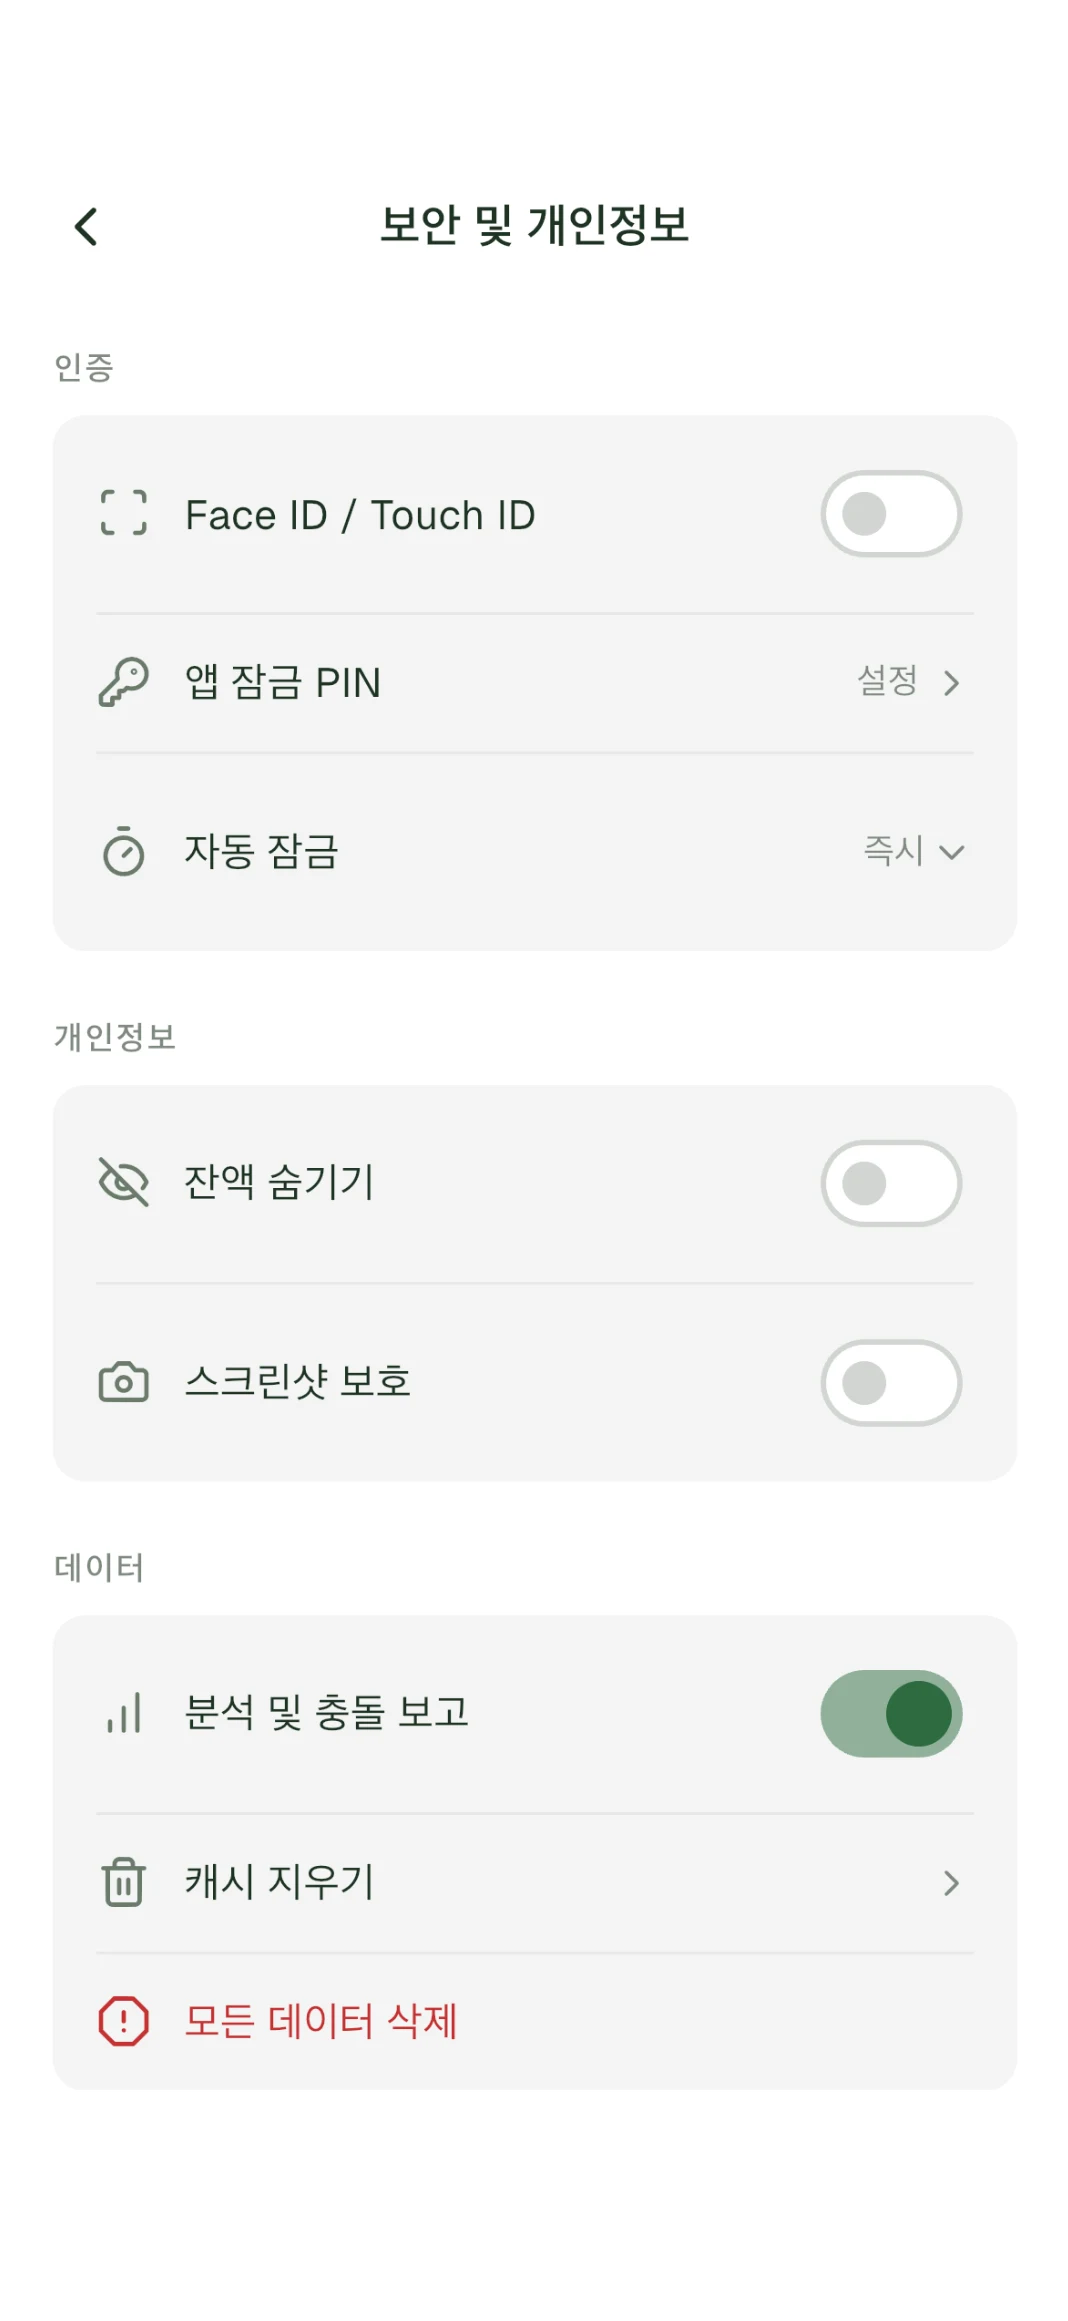 보안 및 개인정보
인증
Face ID / Touch ID
앱 잠금 PIN 설정
자동 잠금 즉시
개인정보
잔액 숨기기
스크린샷 보호
데이터
분석 및 충돌 보고
캐시 지우기
모든 데이터 삭제